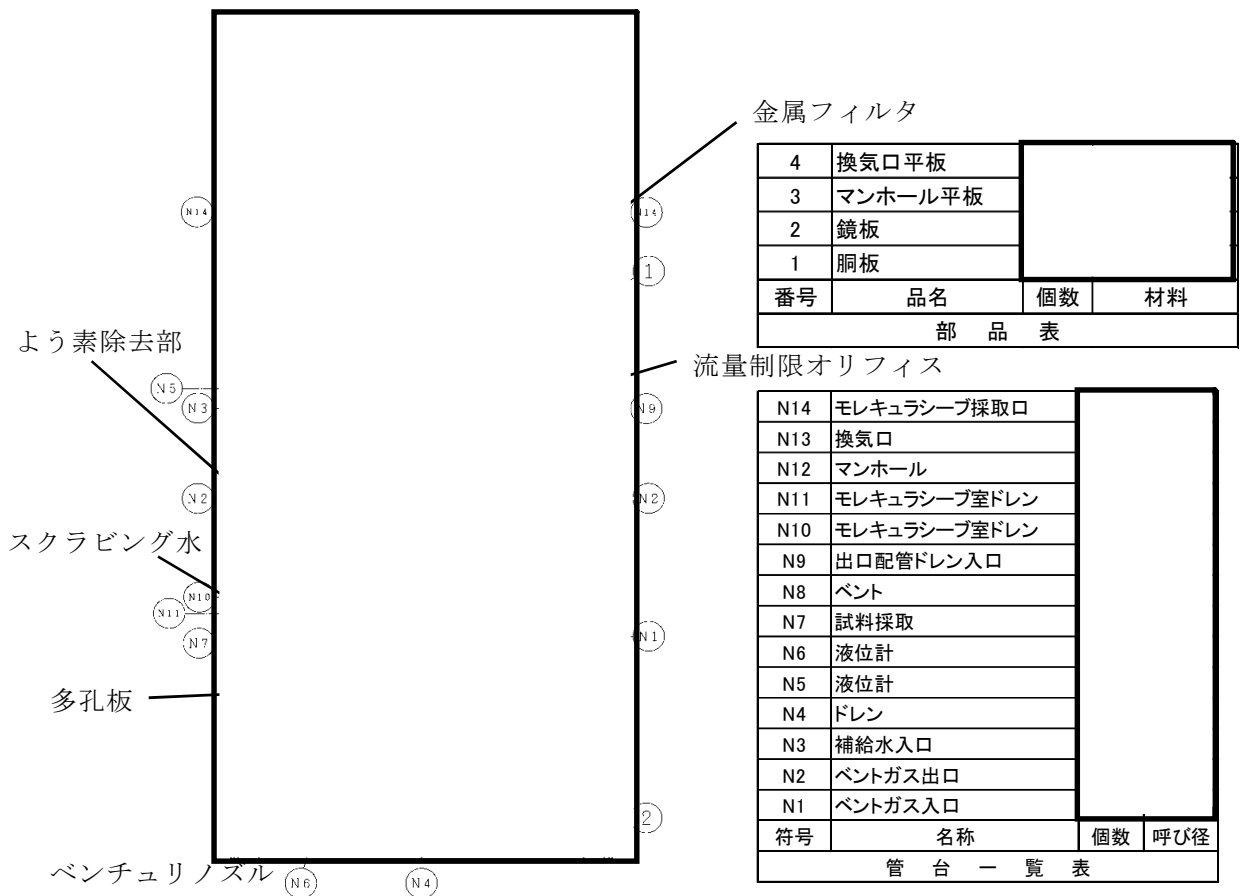 金属フィルタ
4 換気口平板
3 マンホール平板
2 鏡板
1 胴板
番号 品名 個数 材料
部 品 表
N14
N14
1
よう素除去部
流量制限オリフィス
N5
N3
N9
N2
N2
スクラビング水
N10
N11
N7
N1
多孔板
2
ベンチュリノズル
N6
N4
N14 モレキュラシーブ採取口
N13 換気口
N12 マンホール
N11 モレキュラシーブ室ドレン
N10 モレキュラシーブ室ドレン
N9 出口配管ドレン入口
N8 ベント
N7 試料採取
N6 液位計
N5 液位計
N4 ドレン
N3 補給水入口
N2 ベントガス出口
N1 ベントガス入口
符号 名称 個数 呼び径
管 台 一 覧 表